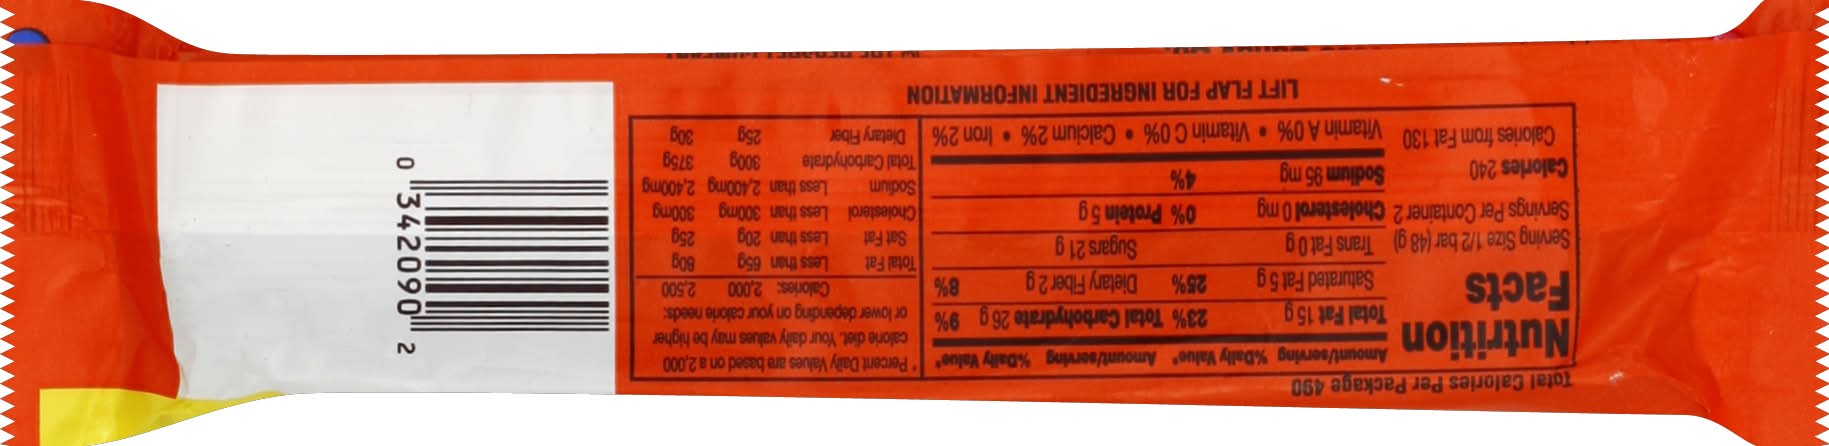 Total Calories Per Package 490
Nutrition
Facts
Serving Size 1/2 bar (48 g)
Servings Per Container 2
Calories 240
Calories from Fat 130
Amount/serving %Daily Value* Amount/serving %Daily Value*
Total Fat 15 g 23% Total Carbohydrate 26 g 9%
Saturated Fat 5 g 25% Dietary Fiber 2 g 8%
Trans Fat 0 g Sugars 21 g
Cholesterol 0 mg 0% Protein 5 g
Sodium 95 mg 4%
Vitamin A 0% • Vitamin C 0% • Calcium 2% • Iron 2%
* Percent Daily Values are based on a 2,000
calorie diet. Your daily values may be higher
or lower depending on your calorie needs:
Calories: 2,000 2,500
Total Fat Less than 65g 80g
Sat Fat Less than 20g 25g
Cholesterol Less than 300mg 300mg
Sodium Less than 2,400mg 2,400mg
Total Carbohydrate 300g 375g
Dietary Fiber 25g 30g
LIFT FLAP FOR INGREDIENT INFORMATION
0 342090 2